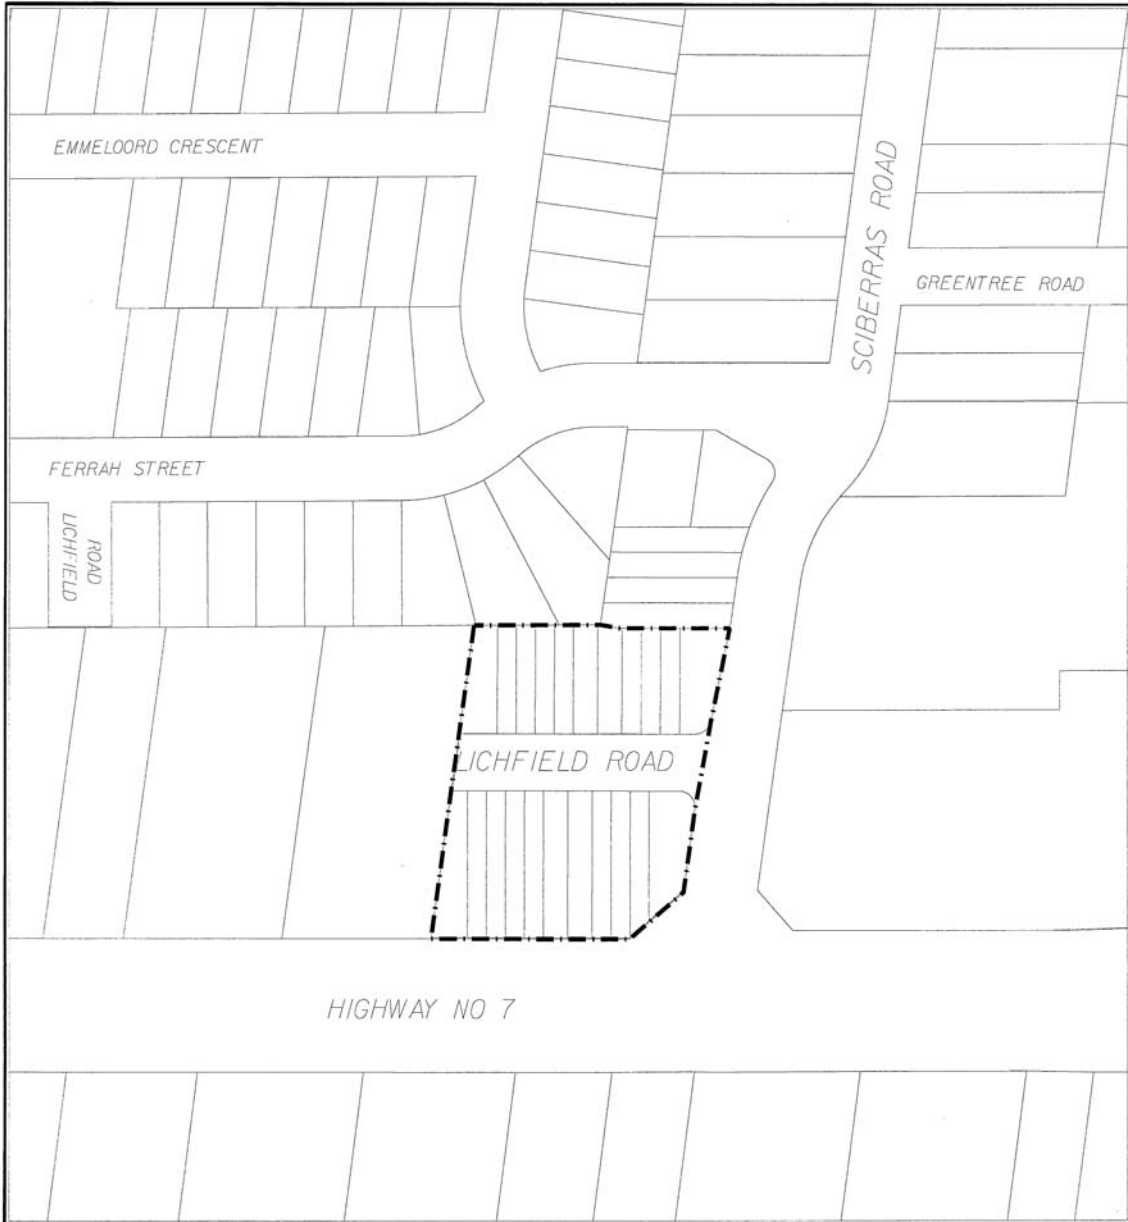 EMMELOORD CRESCENT
SCIBERRAS ROAD
GREENTREE ROAD
FERRAH STREET
ROAD
LICHFIELD
LICHFIELD ROAD
HIGHWAY NO 7